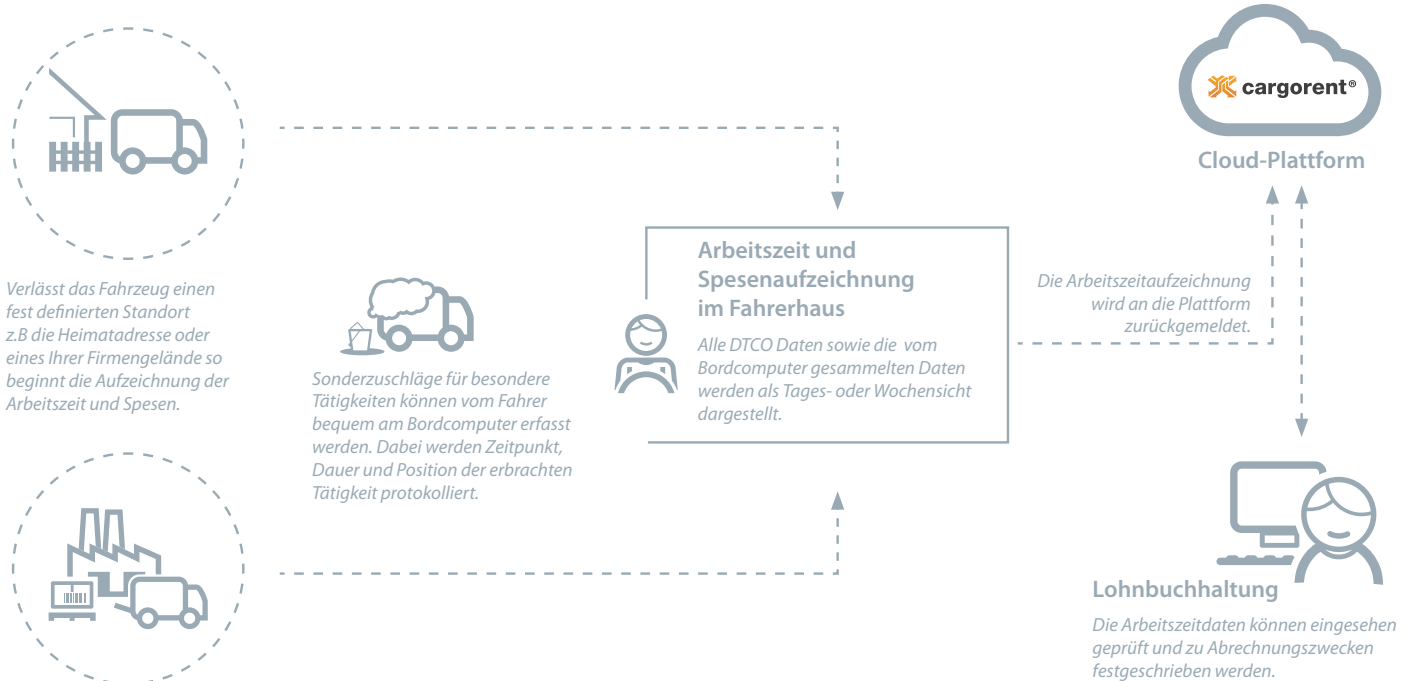 cargorent®
Cloud-Plattform
Verlässt das Fahrzeug einen
fest definierten Standort
z.B die Heimatadresse oder
eines Ihrer Firmengelände so
beginnt die Aufzeichnung der
Arbeitszeit und Spesen.
Sonderzuschläge für besondere
Tätigkeiten können vom Fahrer
bequem am Bordcomputer erfasst
werden. Dabei werden Zeitpunkt,
Dauer und Position der erbrachten
Tätigkeit protokolliert.
Arbeitszeit und
Spesenaufzeichnung
im Fahrerhaus
Alle DTCO Daten sowie die vom
Bordcomputer gesammelten Daten
werden als Tages- oder Wochensicht
dargestellt.
Die Arbeitszeitaufzeichnung
wird an die Plattform
zurückgemeldet.
Lohnbuchhaltung
Die Arbeitszeitdaten können eingesehen
geprüft und zu Abrechnungszwecken
festgeschrieben werden.